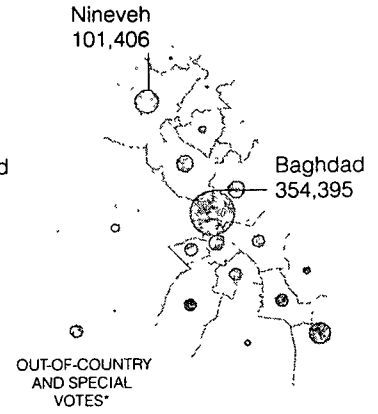 Nineveh
101,406
d
Baghdad
354,395
OUT-OF-COUNTRY
AND SPECIAL
VOTES*